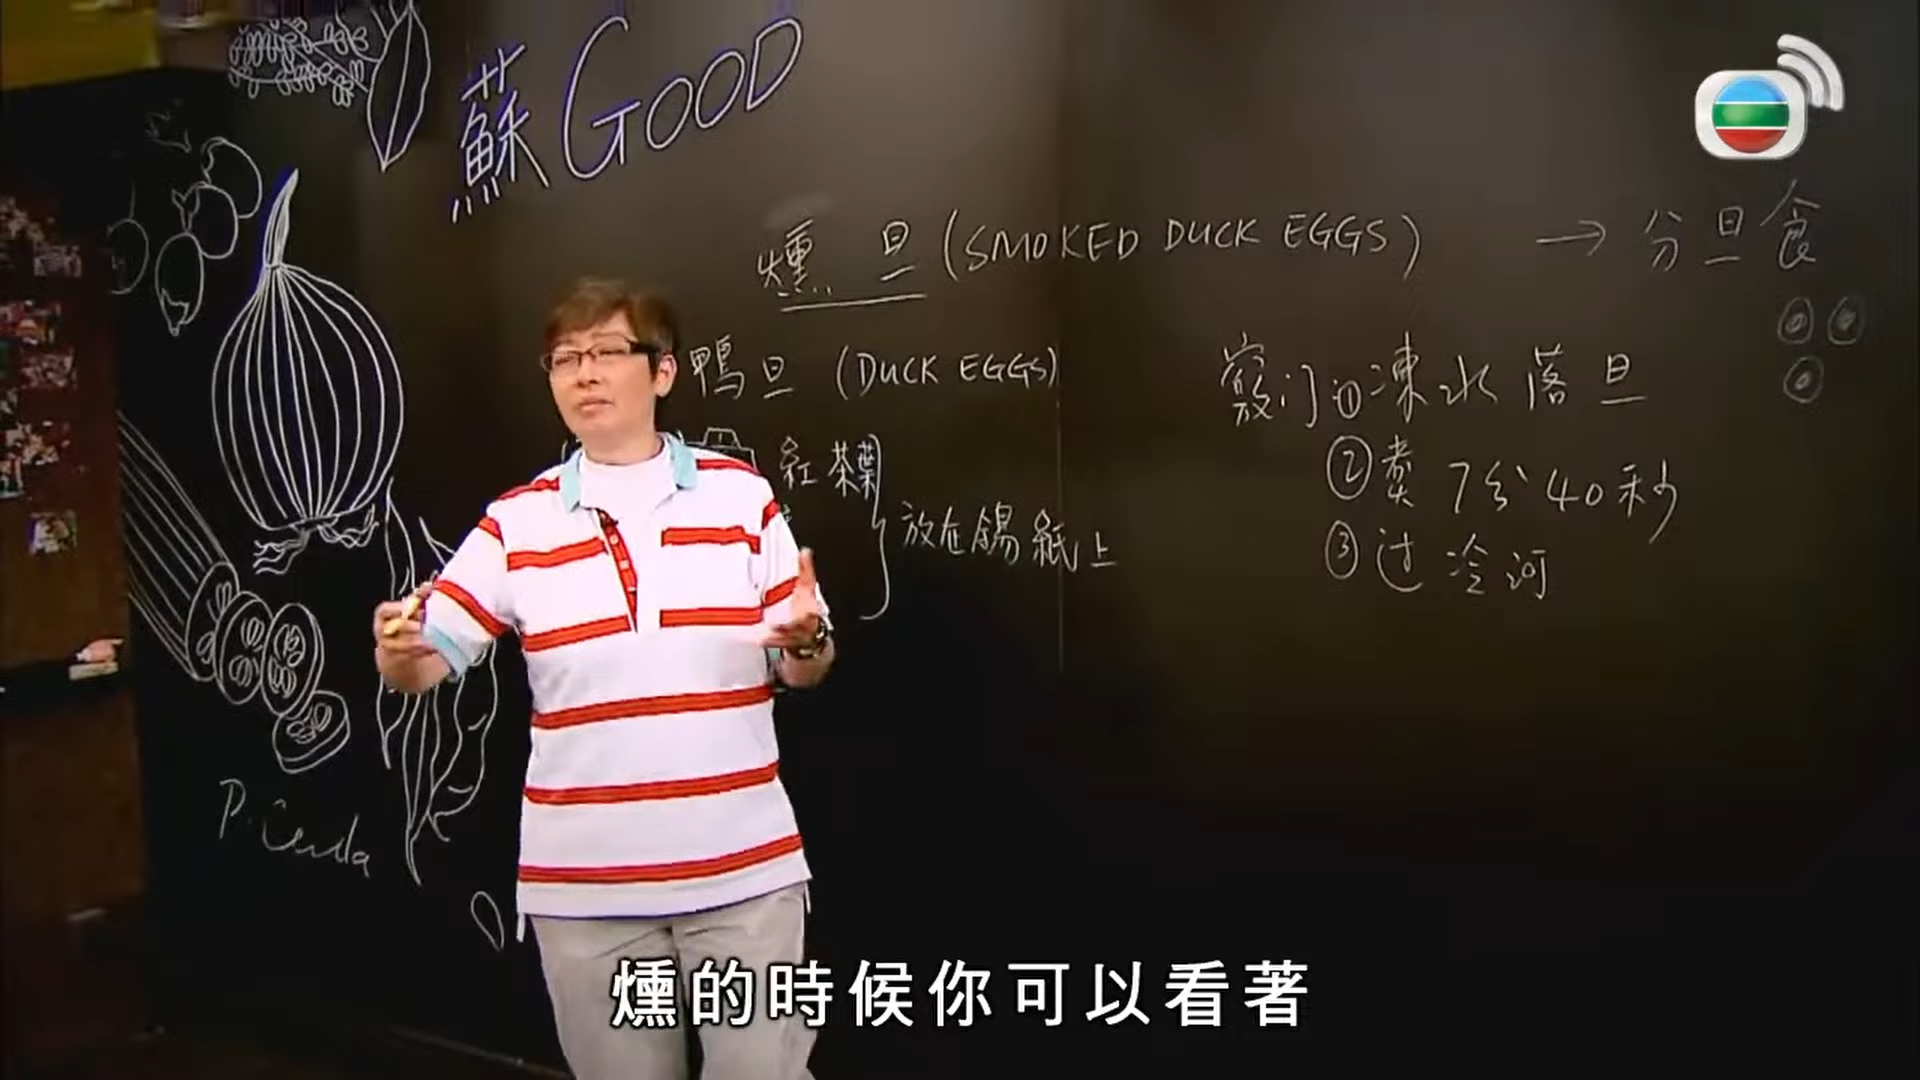 蘇GOOD
燻旦(SMOKED DUCK EGGS) → 分旦食
鴨旦 (DUCK EGGS)
紅茶葉
放在錫紙上
竅门:①凍水落旦
②煑 7分40秒
③过冷河
燻的時候你可以看著